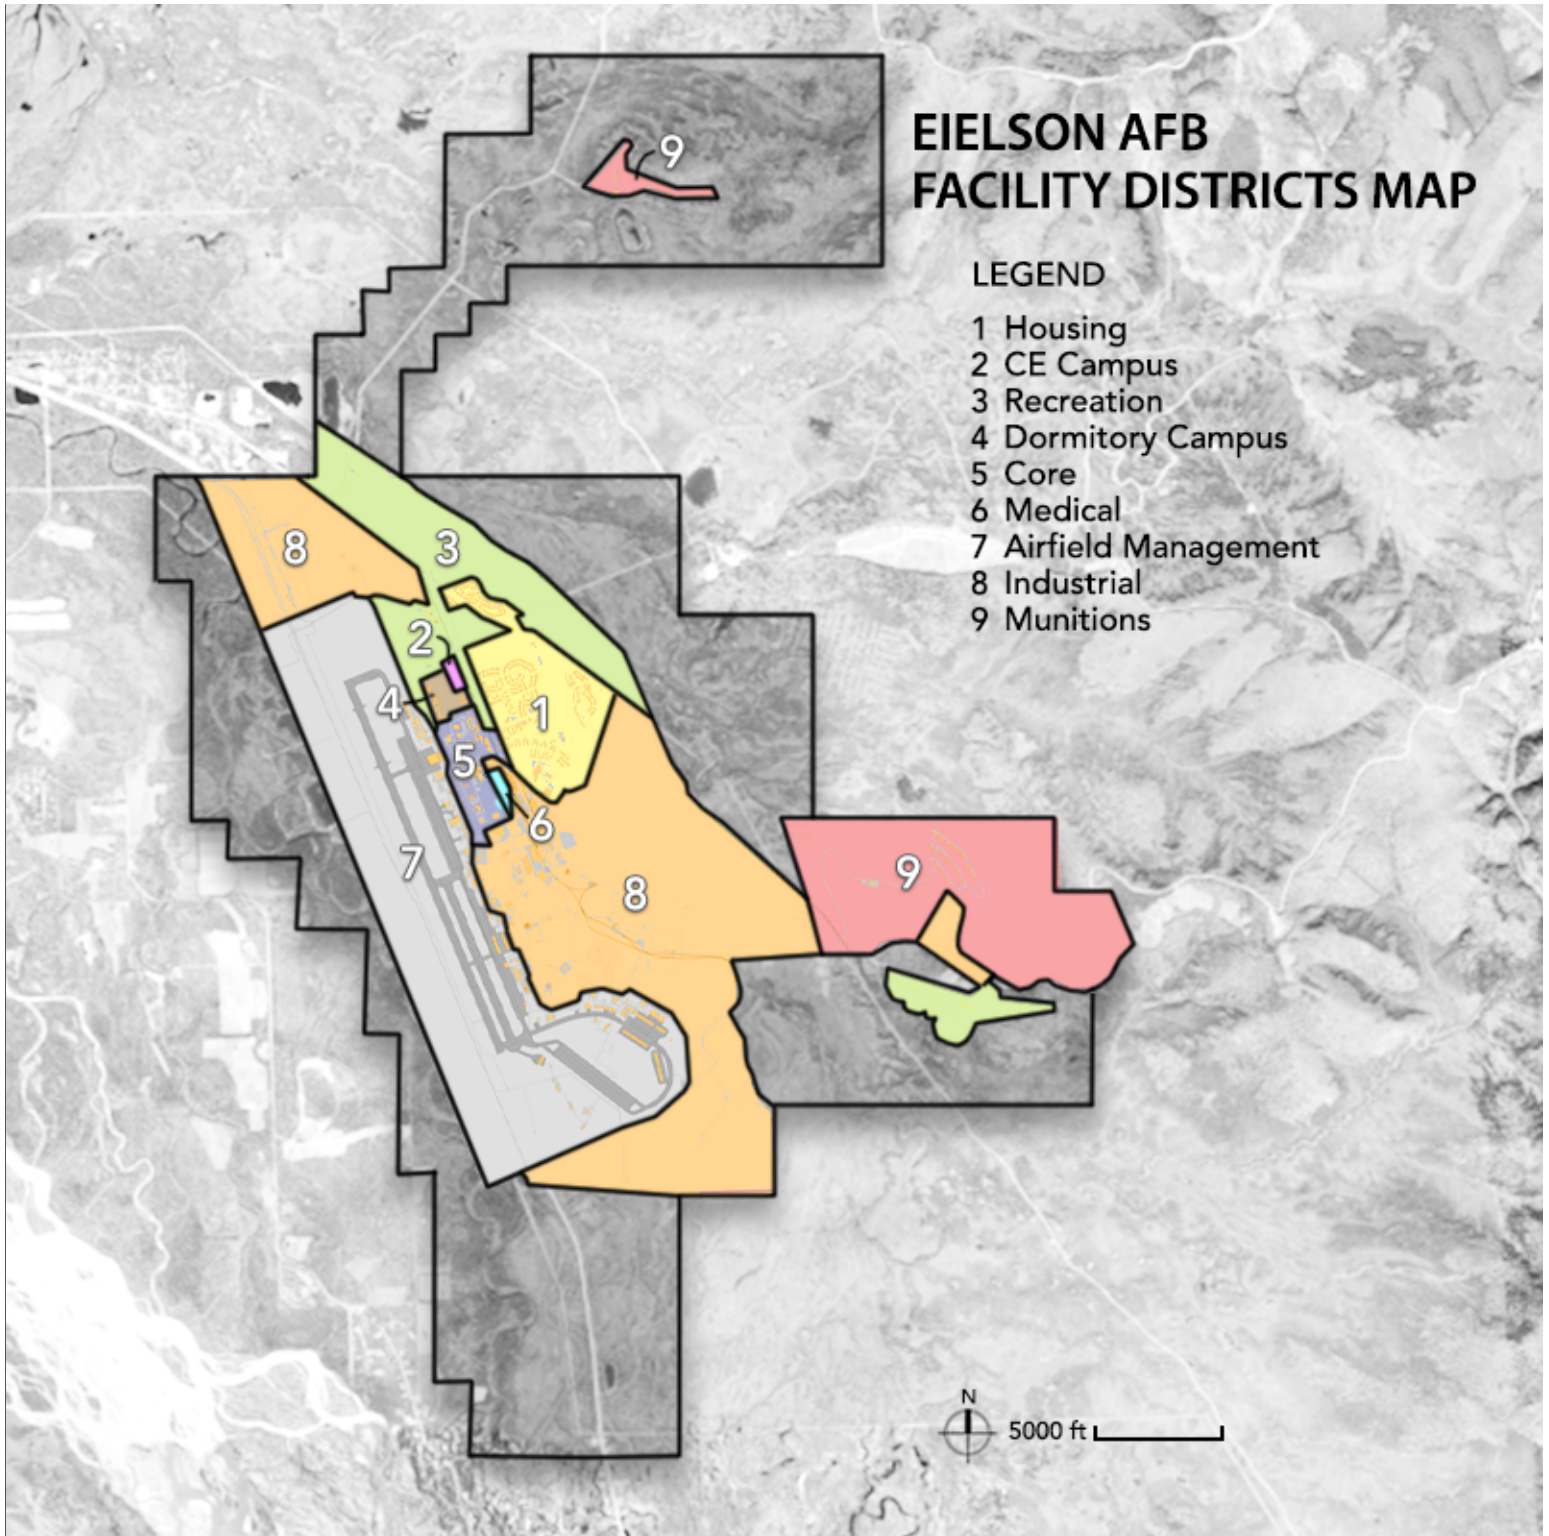 EIELSON AFB
FACILITY DISTRICTS MAP
LEGEND
1 Housing
2 CE Campus
3 Recreation
4 Dormitory Campus
5 Core
6 Medical
7 Airfield Management
8 Industrial
9 Munitions
9
8
3
2
4
1
5
6
7
8
9
N
5000 ft